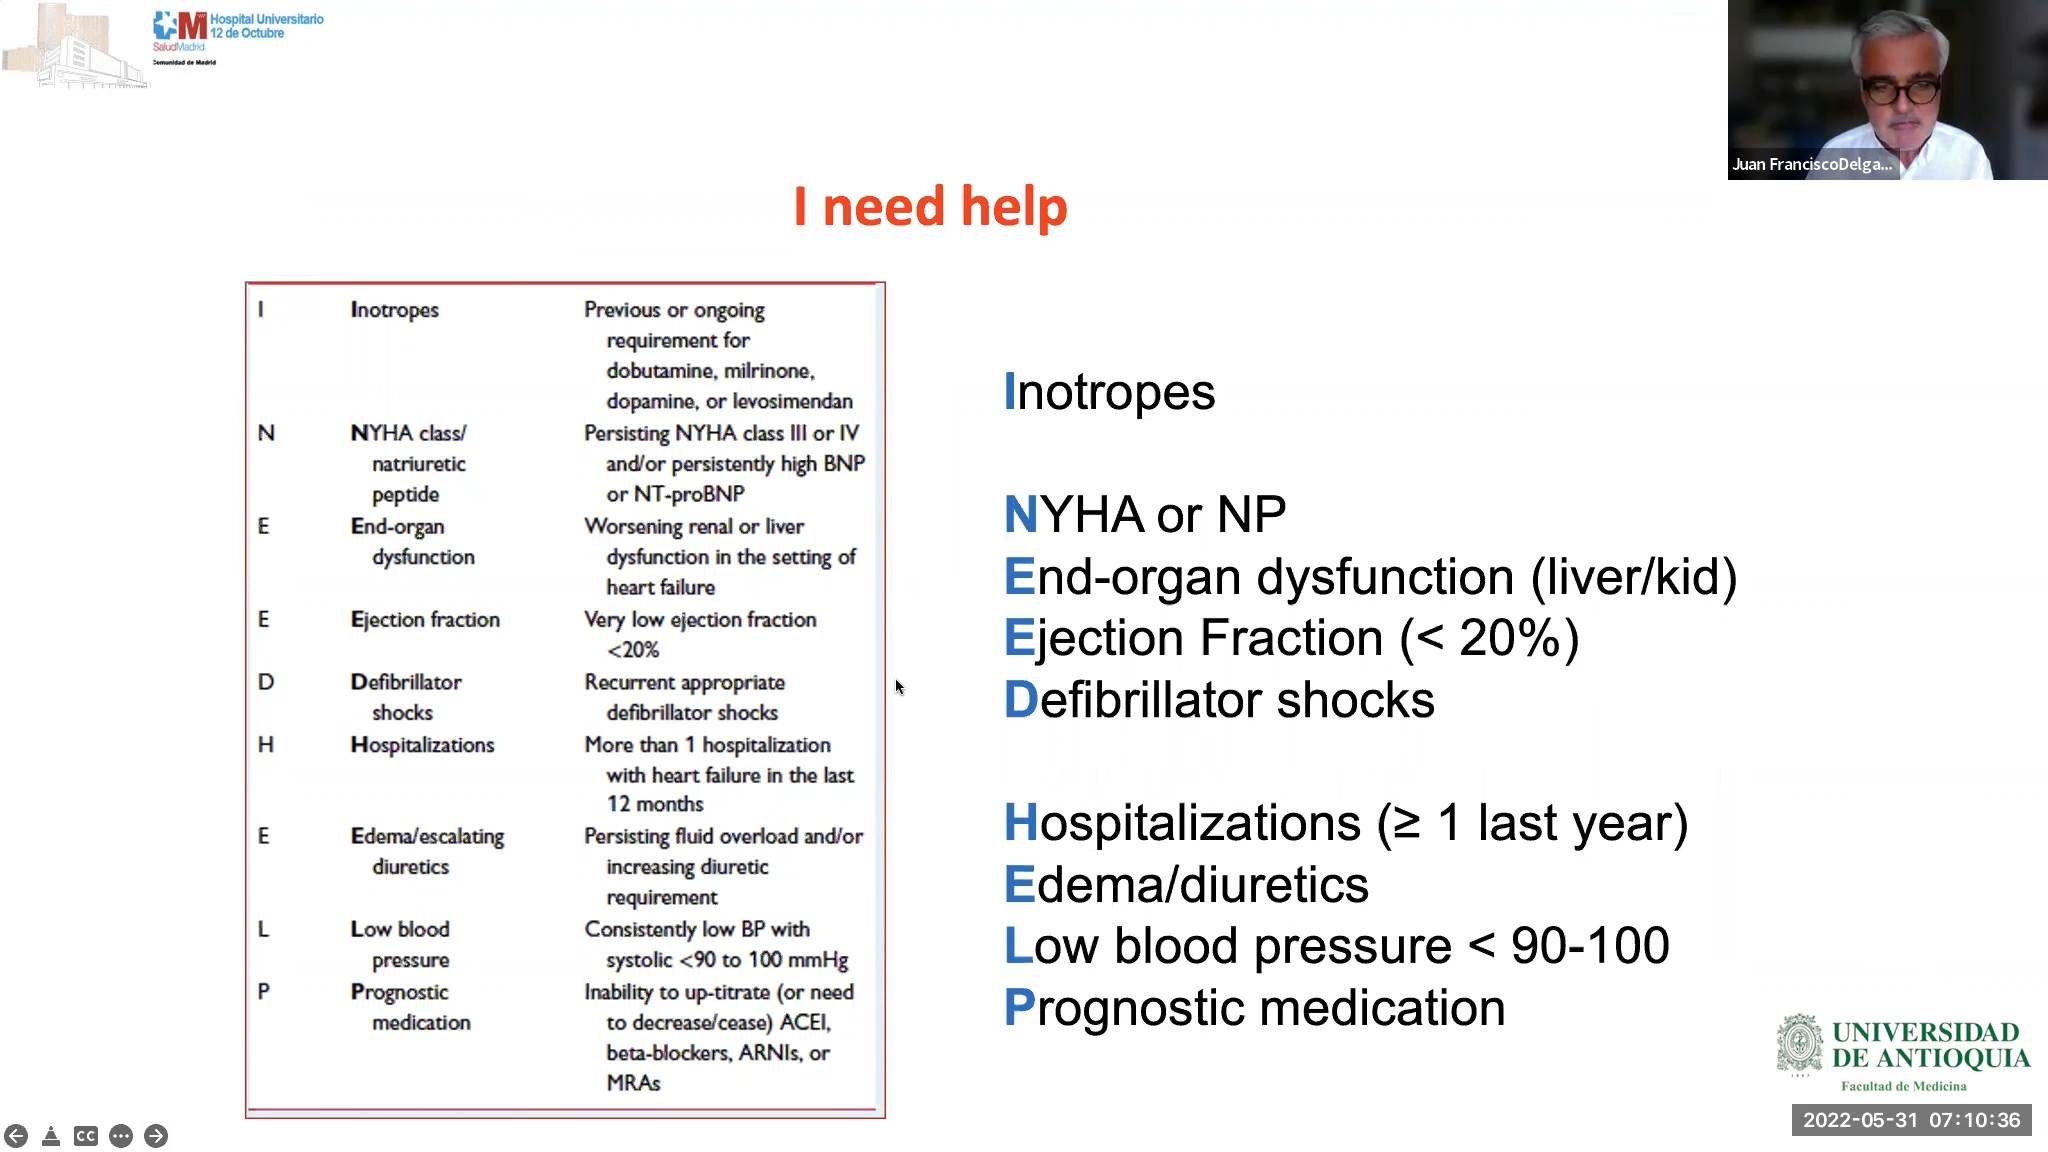 Hospital Universitario
12 de Octubre
SaludMadrid
Comunidad de Madrid
Juan FranciscoDelga...
I need help
I Inotropes Previous or ongoing
requirement for
dobutamine, milrinone,
dopamine, or levosimendan
N NYHA class/ Persisting NYHA class III or IV
natriuretic and/or persistently high BNP
peptide or NT-proBNP
E End-organ Worsening renal or liver
dysfunction dysfunction in the setting of
heart failure
E Ejection fraction Very low ejection fraction
<20%
D Defibrillator Recurrent appropriate
shocks defibrillator shocks
H Hospitalizations More than 1 hospitalization
with heart failure in the last
12 months
E Edema/escalating Persisting fluid overload and/or
diuretics increasing diuretic
requirement
L Low blood Consistently low BP with
pressure systolic <90 to 100 mmHg
P Prognostic Inability to up-titrate (or need
medication to decrease/cease) ACEI,
beta-blockers, ARNIs, or
MRAs
Inotropes
NYHA or NP
End-organ dysfunction (liver/kid)
Ejection Fraction (< 20%)
Defibrillator shocks
Hospitalizations (≥ 1 last year)
Edema/diuretics
Low blood pressure < 90-100
Prognostic medication
UNIVERSIDAD
DE ANTIOQUIA
Facultad de Medicina
CC
2022-05-31 07:10:36